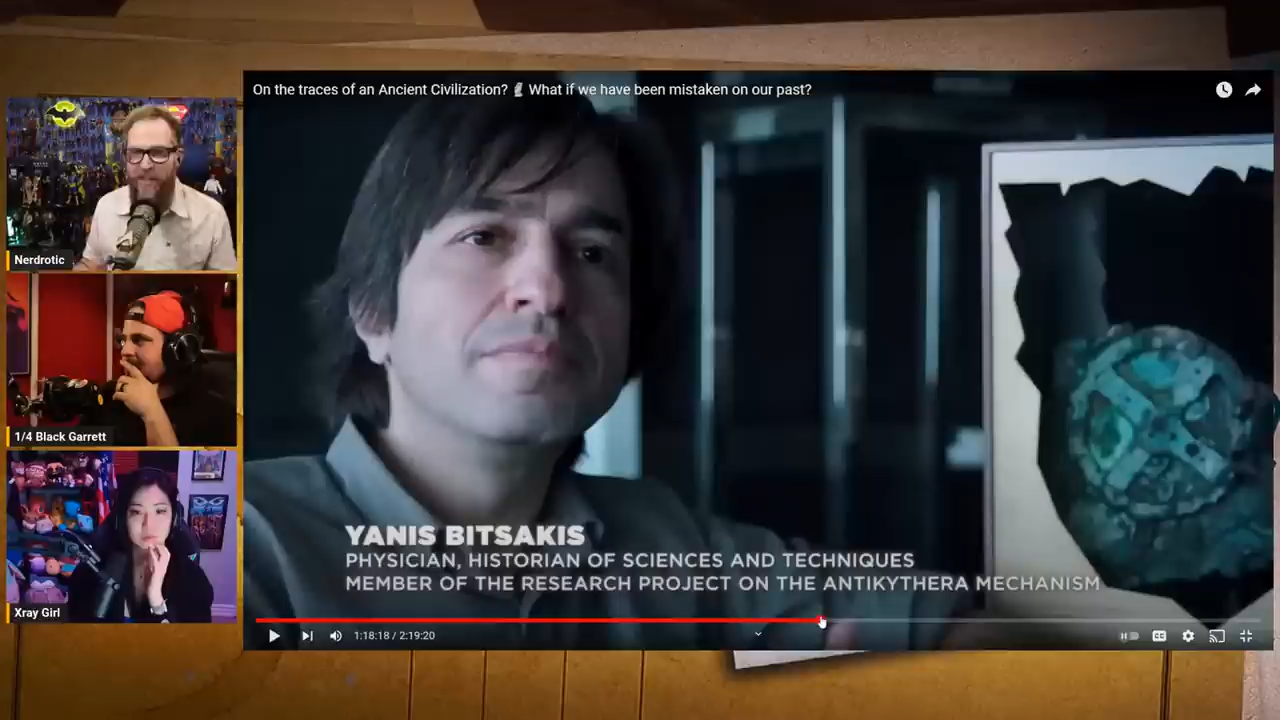 On the traces of an Ancient Civilization? 🗿 What if we have been mistaken on our past?
Nerdrotic
1/4 Black Garrett
Xray Girl
YANIS BITSAKIS
PHYSICIAN, HISTORIAN OF SCIENCES AND TECHNIQUES
MEMBER OF THE RESEARCH PROJECT ON THE ANTIKYTHERA MECHANISM
1:18:18 / 2:19:20
CC